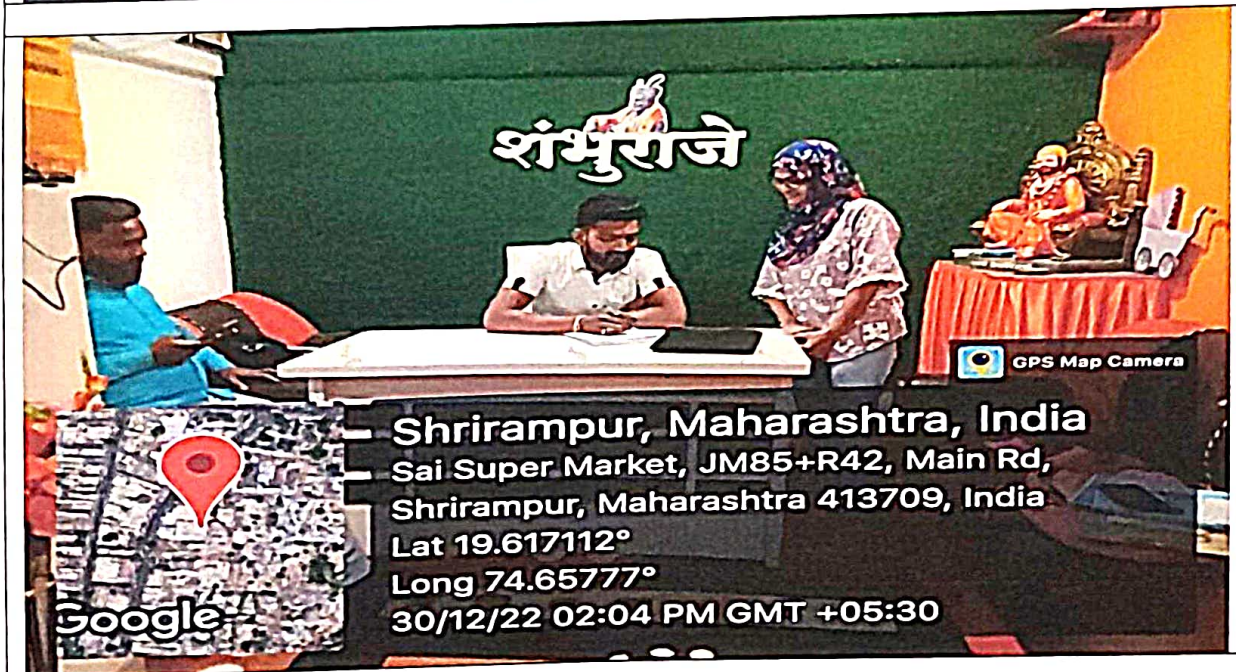 शंभुराजे
GPS Map Camera
Shrirampur, Maharashtra, India
Sai Super Market, JM85+R42, Main Rd,
Shrirampur, Maharashtra 413709, India
Lat 19.617112°
Long 74.65777°
30/12/22 02:04 PM GMT +05:30
Google